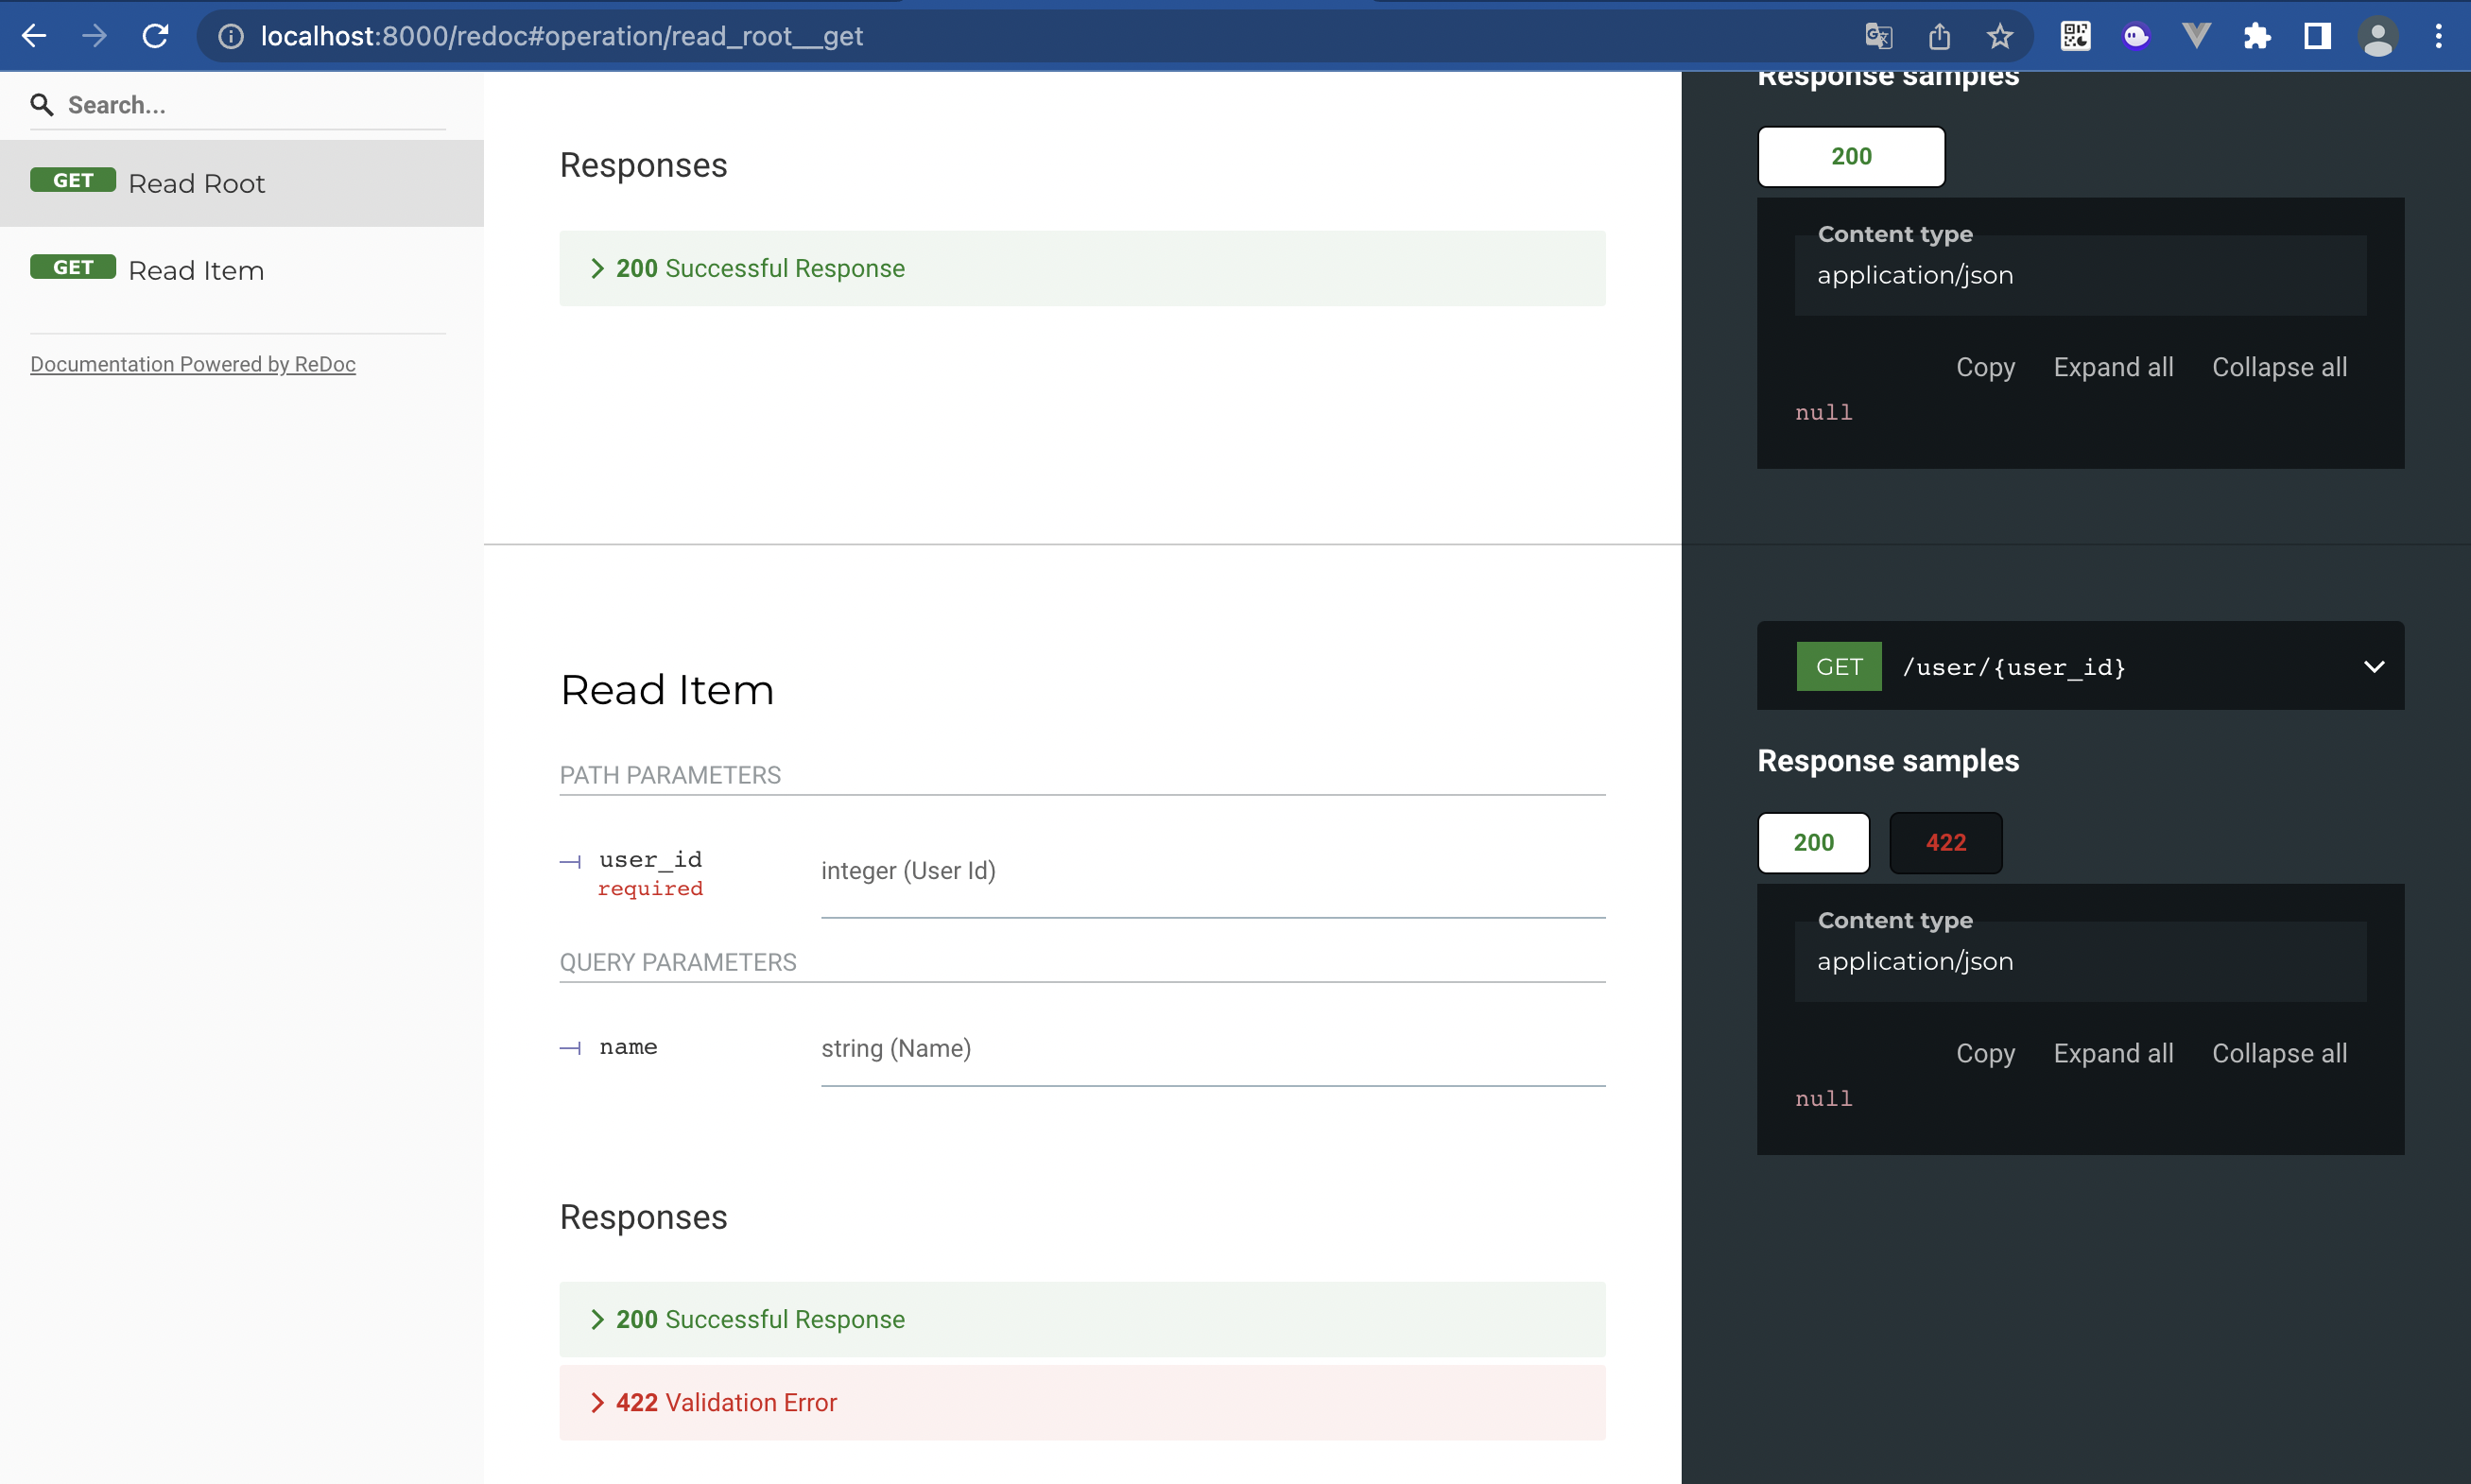 localhost:8000/redoc#operation/read_root__get
Search...
GET Read Root
GET Read Item
Documentation Powered by ReDoc
Responses
200 Successful Response
Read Item
PATH PARAMETERS
user_id
required
integer (User Id)
QUERY PARAMETERS
name
string (Name)
Responses
200 Successful Response
422 Validation Error
Response samples
200
Content type
application/json
Copy Expand all Collapse all
null
GET /user/{user_id}
Response samples
200 422
Content type
application/json
Copy Expand all Collapse all
null